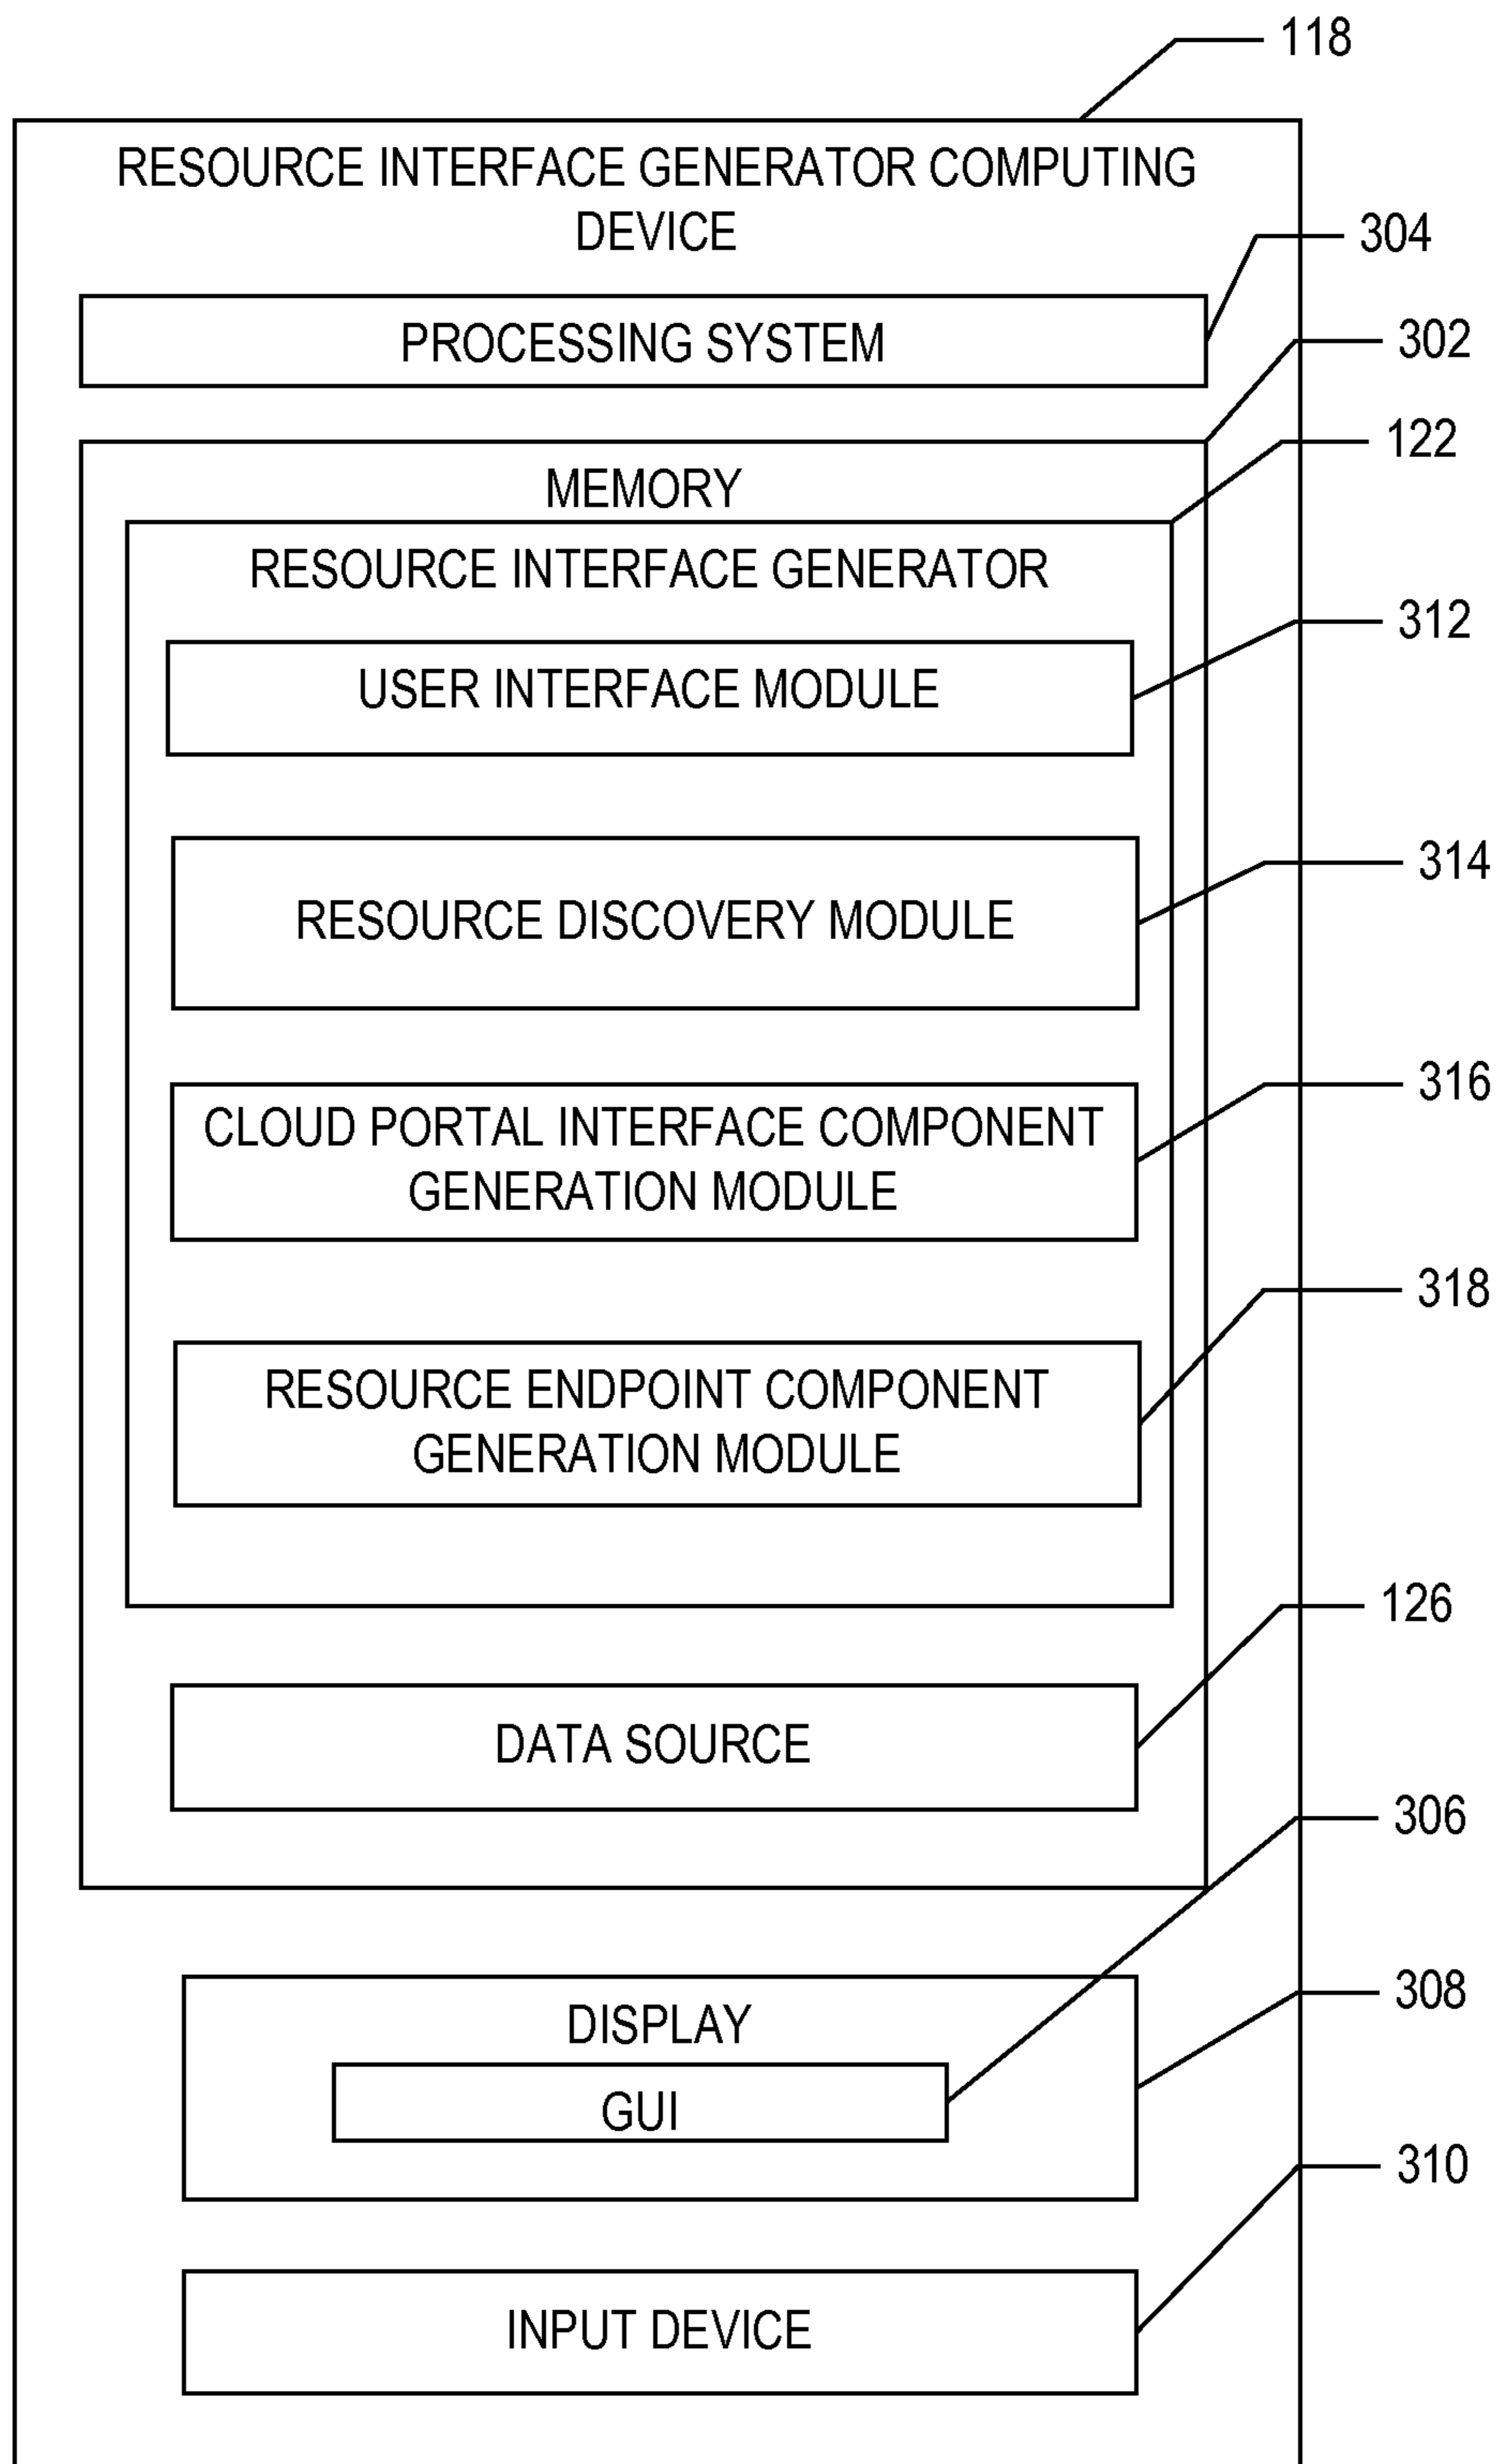 118
RESOURCE INTERFACE GENERATOR COMPUTING
DEVICE
304
PROCESSING SYSTEM
302
122
MEMORY
RESOURCE INTERFACE GENERATOR
312
USER INTERFACE MODULE
314
RESOURCE DISCOVERY MODULE
316
CLOUD PORTAL INTERFACE COMPONENT
GENERATION MODULE
318
RESOURCE ENDPOINT COMPONENT
GENERATION MODULE
126
DATA SOURCE
306
308
DISPLAY
GUI
310
INPUT DEVICE